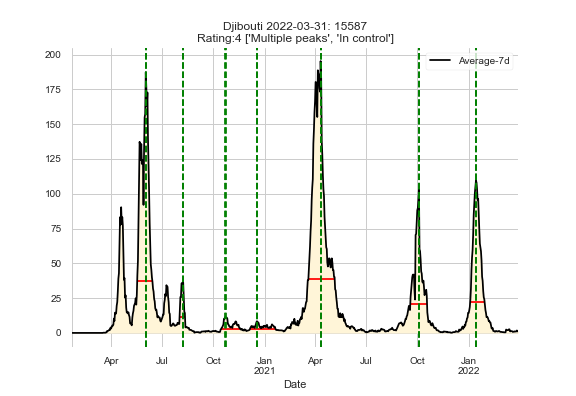 Djibouti 2022-03-31: 15587
Rating:4 ['Multiple peaks', 'In control']
Average-7d
200
175
150
125
100
75
50
25
0
Apr Jul Oct Jan Apr Jul Oct Jan
2021 2022
Date